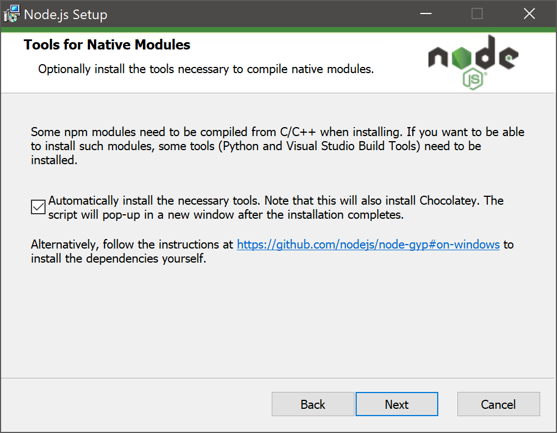 Node.js Setup
Tools for Native Modules
Optionally install the tools necessary to compile native modules.
node
JS
Some npm modules need to be compiled from C/C++ when installing. If you want to be able
to install such modules, some tools (Python and Visual Studio Build Tools) need to be
installed.
Automatically install the necessary tools. Note that this will also install Chocolatey. The
script will pop-up in a new window after the installation completes.
Alternatively, follow the instructions at https://github.com/nodejs/node-gyp#on-windows to
install the dependencies yourself.
Back
Next
Cancel